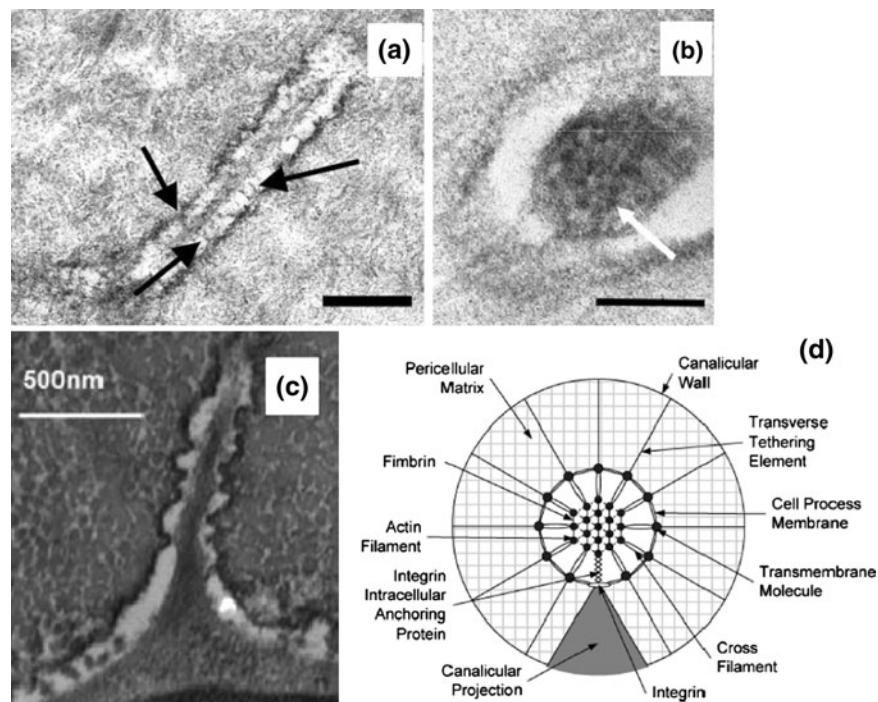 (a)
(b)
500nm
(c)
(d)
Pericellular
Matrix
Fimbrin
Actin
Filament
Integrin
Intracellular
Anchoring
Protein
Canalicular
Projection
Canalicular
Wall
Transverse
Tethering
Element
Cell Process
Membrane
Transmembrane
Molecule
Cross
Filament
Integrin